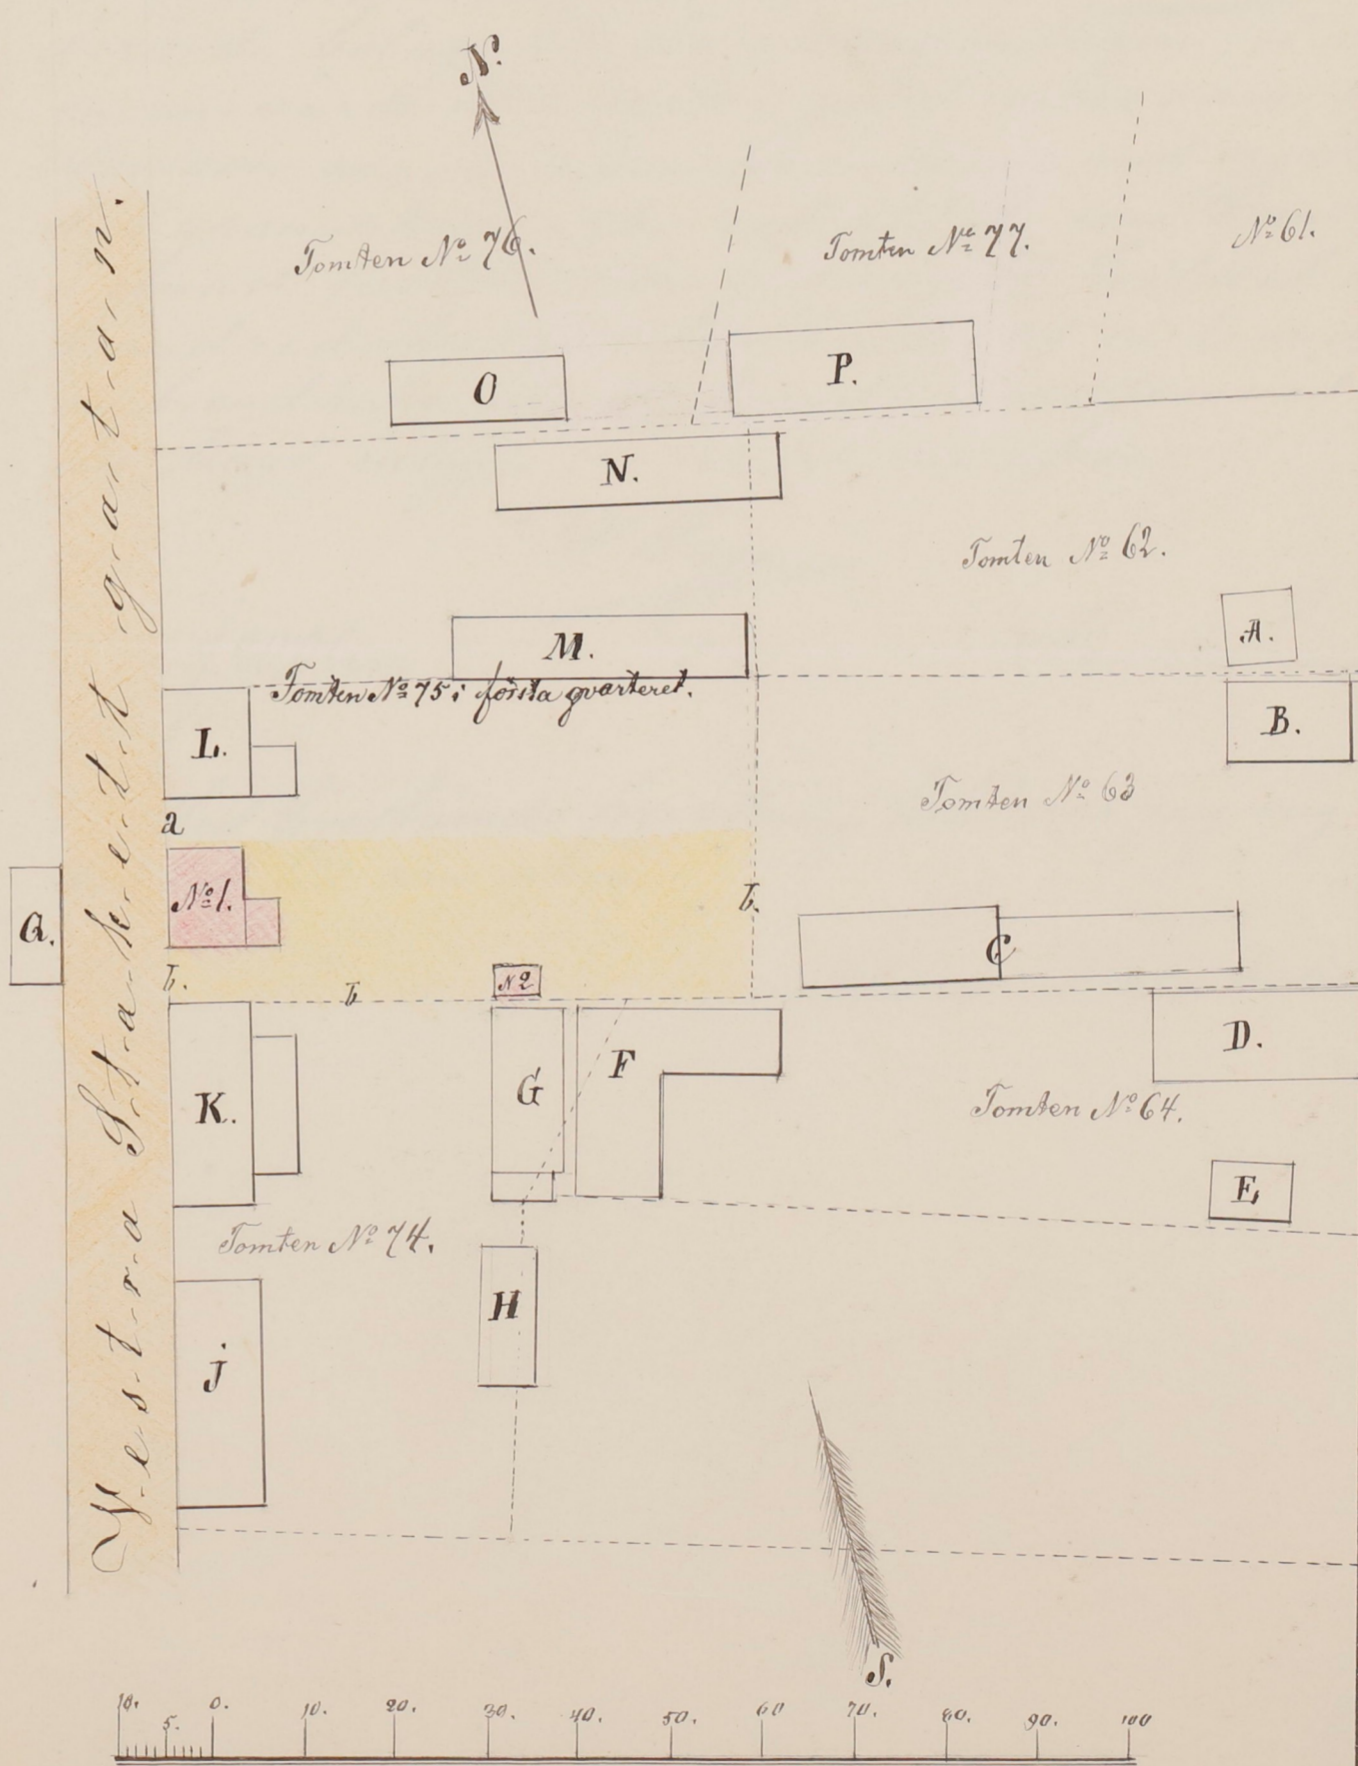 N.
Tomten No 76.
Tomten No 77.
No 61.
O
P.
N.
Tomten No 62.
A.
M.
Tomten No 75 i första qvarteret.
L.
B.
Tomten No 63
a
No 1.
b.
Q.
C
b.
b
No 2
D.
K.
G
F
Tomten No 64.
E,
Tomten No 74.
H
J
Vestra Stakett gatan.
S.
10. 5. 0. 10. 20. 30. 40. 50. 60 70. 80. 90. 100